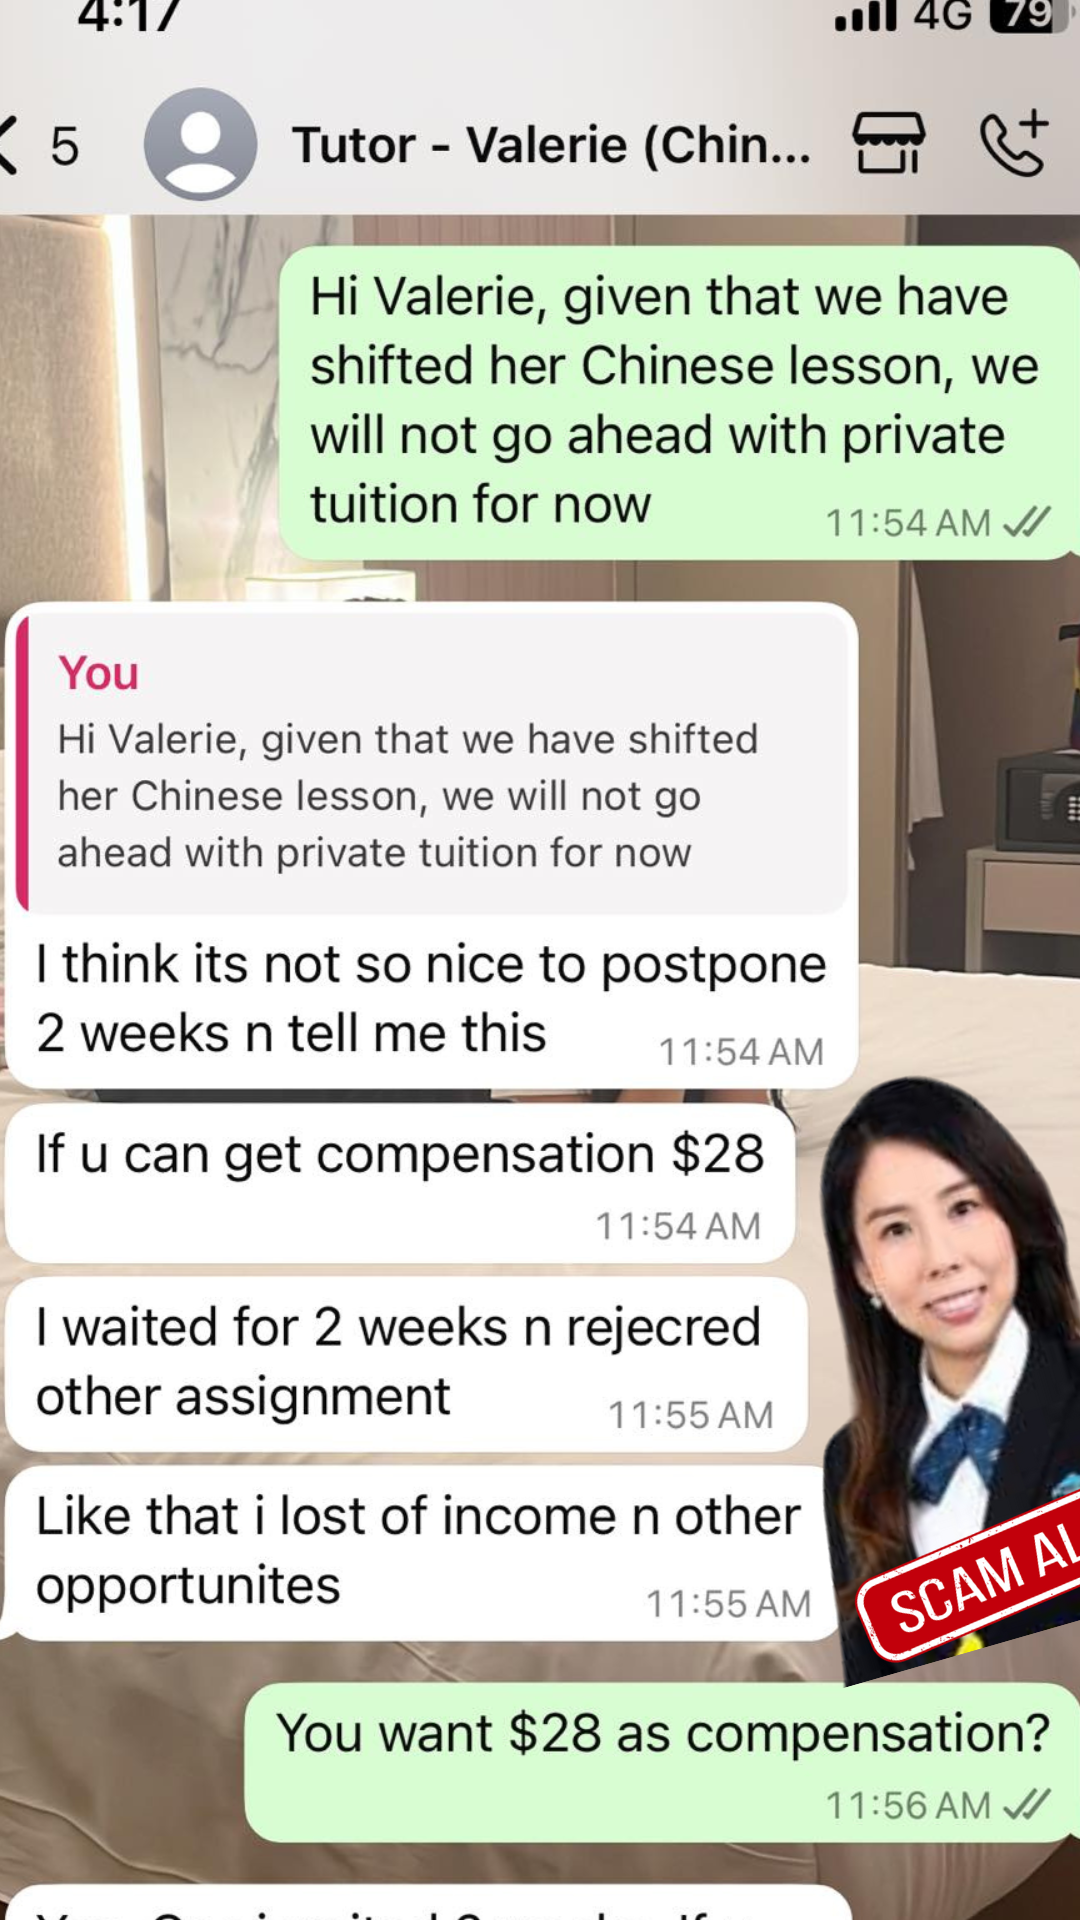 4:17
4G 79
5 Tutor - Valerie (Chin...
Hi Valerie, given that we have
shifted her Chinese lesson, we
will not go ahead with private
tuition for now
11:54 AM
You
Hi Valerie, given that we have shifted
her Chinese lesson, we will not go
ahead with private tuition for now
I think its not so nice to postpone
2 weeks n tell me this
11:54 AM
If u can get compensation $28
11:54 AM
I waited for 2 weeks n rejecred
other assignment
11:55 AM
Like that i lost of income n other
opportunites
11:55 AM
SCAM AL
You want $28 as compensation?
11:56 AM